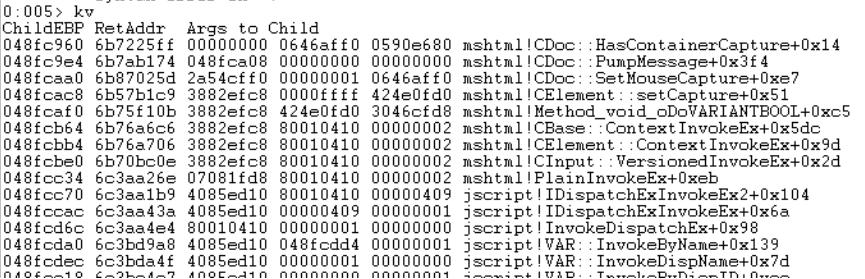 0:005> kv
ChildEBP RetAddr  Args to Child
048fc960 6b7225ff 00000000 0646aff0 0590e680 mshtml!CDoc::HasContainerCapture+0x14
048fc9e4 6b7ab174 048fca08 00000000 00000000 mshtml!CDoc::PumpMessage+0x3f4
048fcaa0 6b87025d 2a54cff0 00000001 0646aff0 mshtml!CDoc::SetMouseCapture+0xe7
048fcac8 6b57b1c9 3882efc8 0000ffff 424e0fd0 mshtml!CElement::setCapture+0x51
048fcaf0 6b75f10b 3882efc8 424e0fd0 3046cfd8 mshtml!Method_void_oDoVARIANTBOOL+0xc5
048fcb64 6b76a6c6 3882efc8 80010410 00000002 mshtml!CBase::ContextInvokeEx+0x5dc
048fcbb4 6b76a706 3882efc8 80010410 00000002 mshtml!CElement::ContextInvokeEx+0x9d
048fcbe0 6b70bc0e 3882efc8 80010410 00000002 mshtml!CInput::VersionedInvokeEx+0x2d
048fcc34 6c3aa26e 07081fd8 80010410 00000002 mshtml!PlainInvokeEx+0xeb
048fcc70 6c3aa1b9 4085ed10 80010410 00000409 jscript!IDispatchExInvokeEx2+0x104
048fccac 6c3aa43a 4085ed10 00000409 00000001 jscript!IDispatchExInvokeEx+0x6a
048fcd6c 6c3aa4e4 80010410 00000001 00000000 jscript!InvokeDispatchEx+0x98
048fcda0 6c3bd9a8 4085ed10 048fcdd4 00000001 jscript!VAR::InvokeByName+0x139
048fcdec 6c3bda4f 4085ed10 00000001 00000000 jscript!VAR::InvokeDispName+0x7d